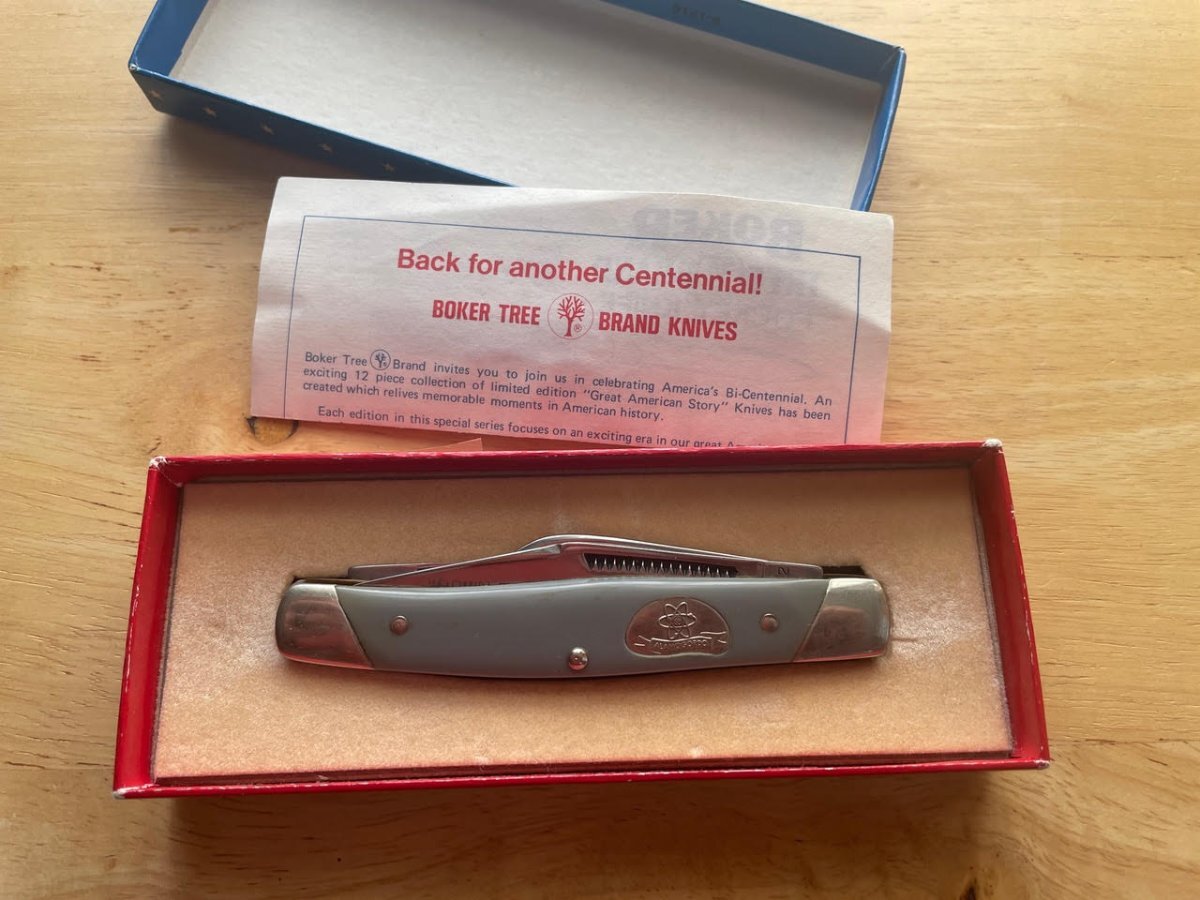 Back for another Centennial!
BOKER TREE ® BRAND KNIVES
Boker Tree Brand invites you to join us in celebrating America's Bi-Centennial. An
exciting 12 piece collection of limited edition "Great American Story" Knives has been
created which relives memorable moments in American history.
Each edition in this special series focuses on an exciting era in our great